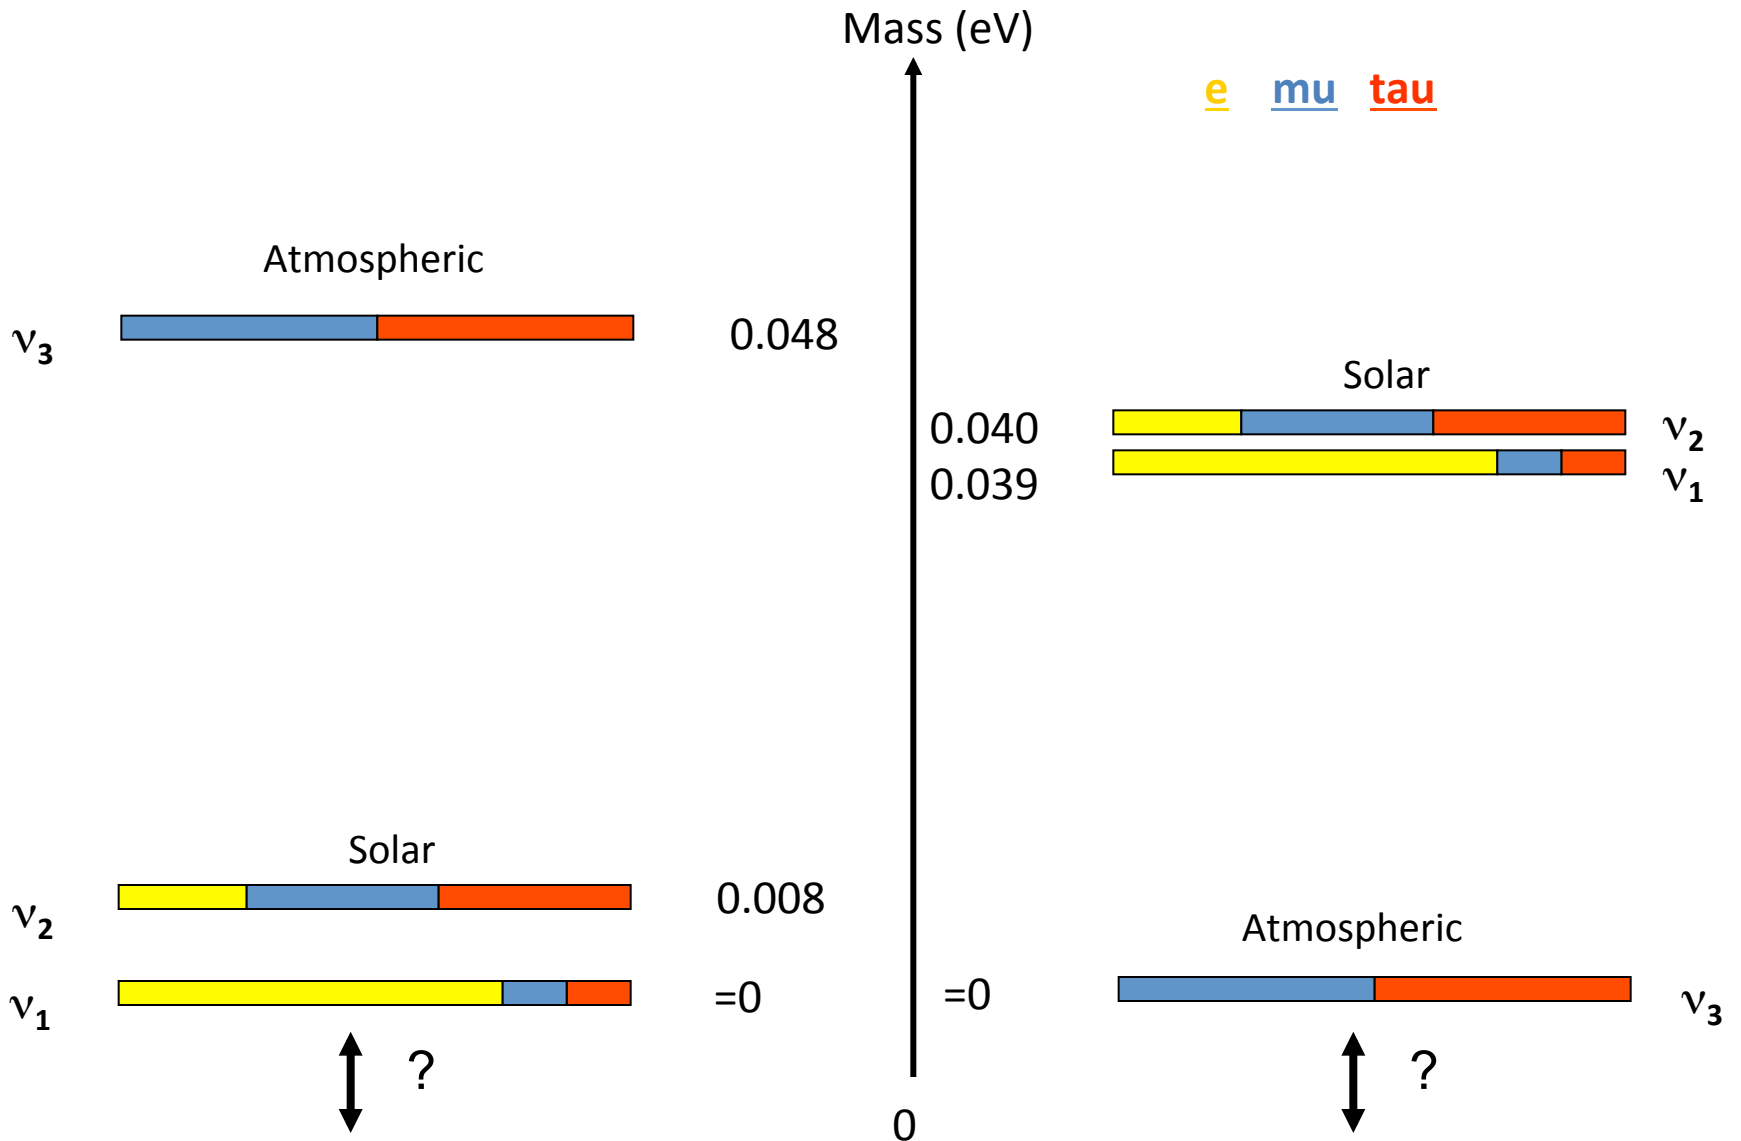 Mass (eV)
e mu tau
Atmospheric
ν3
0.048
Solar
0.040
ν2
0.039
ν1
Solar
ν2
0.008
Atmospheric
ν1
=0
=0
ν3
?
?
0